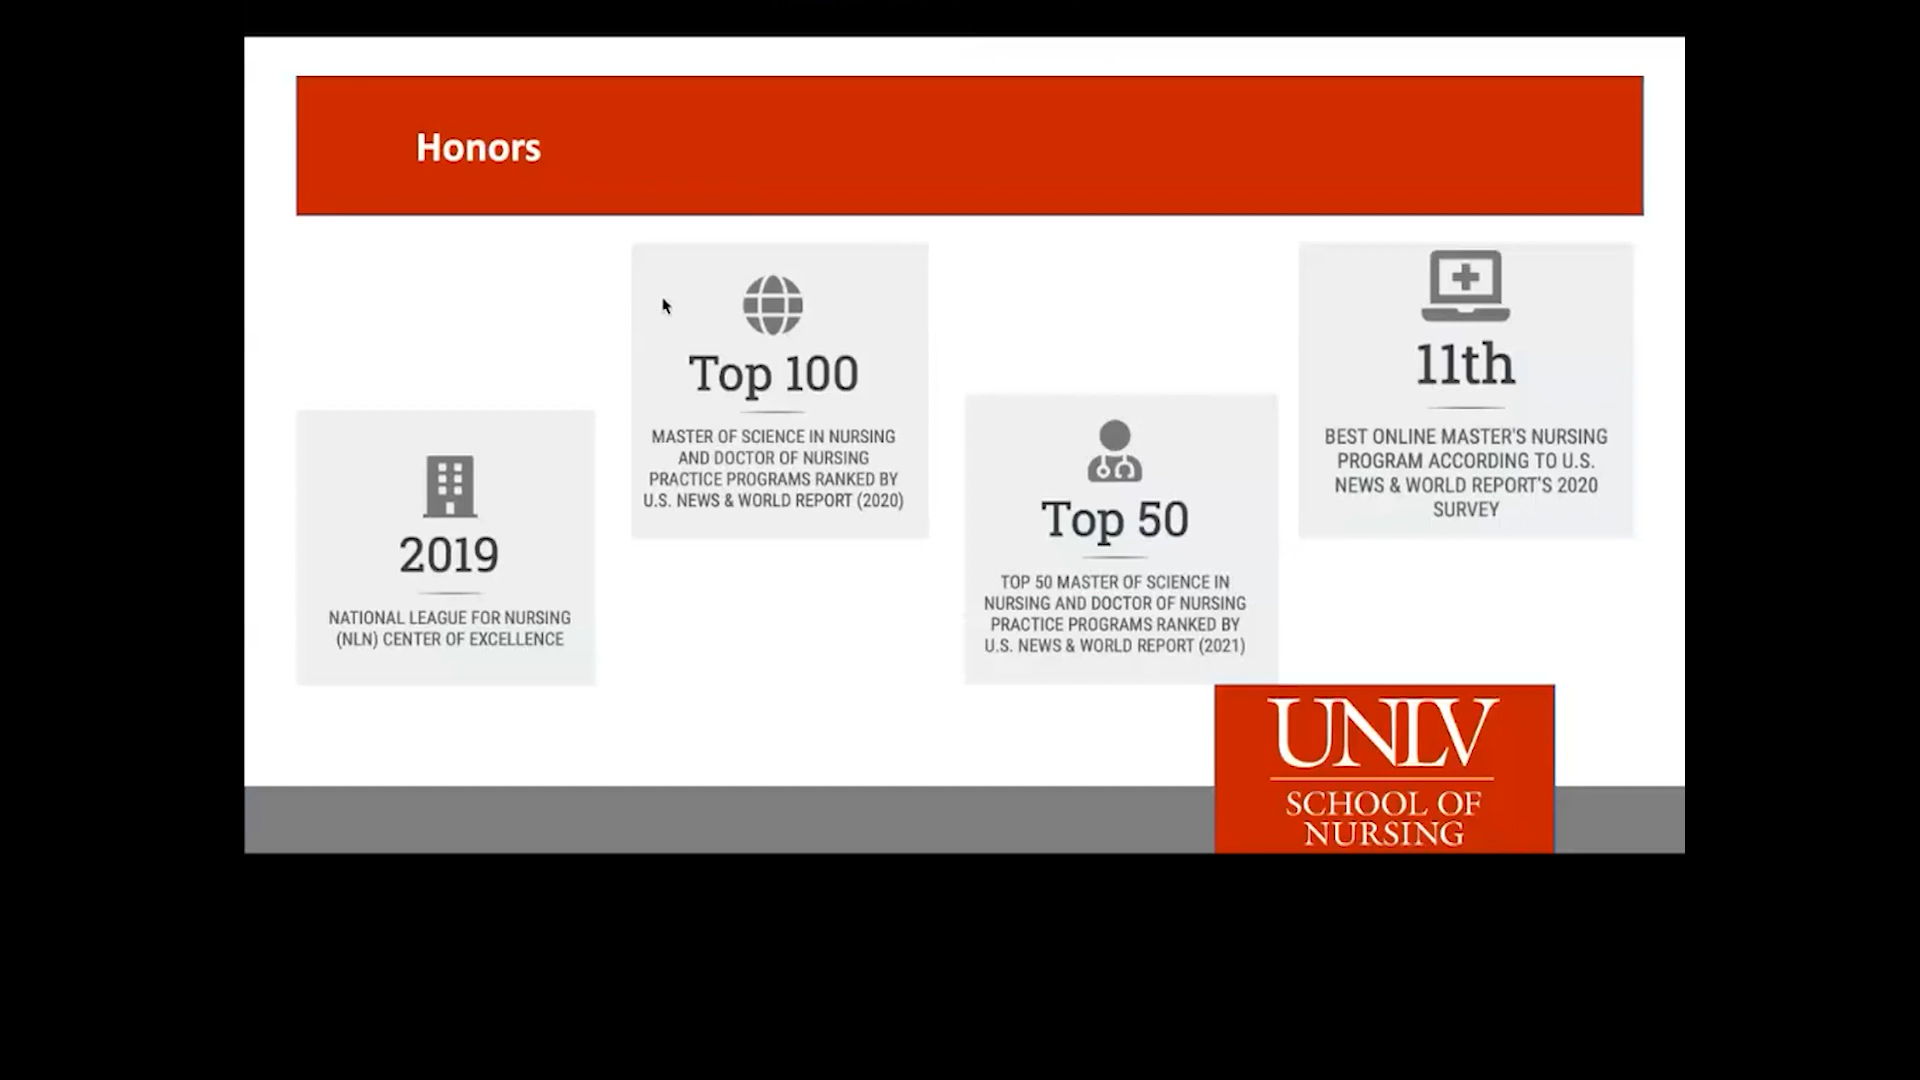 Honors
2019
NATIONAL LEAGUE FOR NURSING
(NLN) CENTER OF EXCELLENCE
Top 100
MASTER OF SCIENCE IN NURSING
AND DOCTOR OF NURSING
PRACTICE PROGRAMS RANKED BY
U.S. NEWS & WORLD REPORT (2020)
Top 50
TOP 50 MASTER OF SCIENCE IN
NURSING AND DOCTOR OF NURSING
PRACTICE PROGRAMS RANKED BY
U.S. NEWS & WORLD REPORT (2021)
11th
BEST ONLINE MASTER'S NURSING
PROGRAM ACCORDING TO U.S.
NEWS & WORLD REPORT'S 2020
SURVEY
UNLV
SCHOOL OF
NURSING